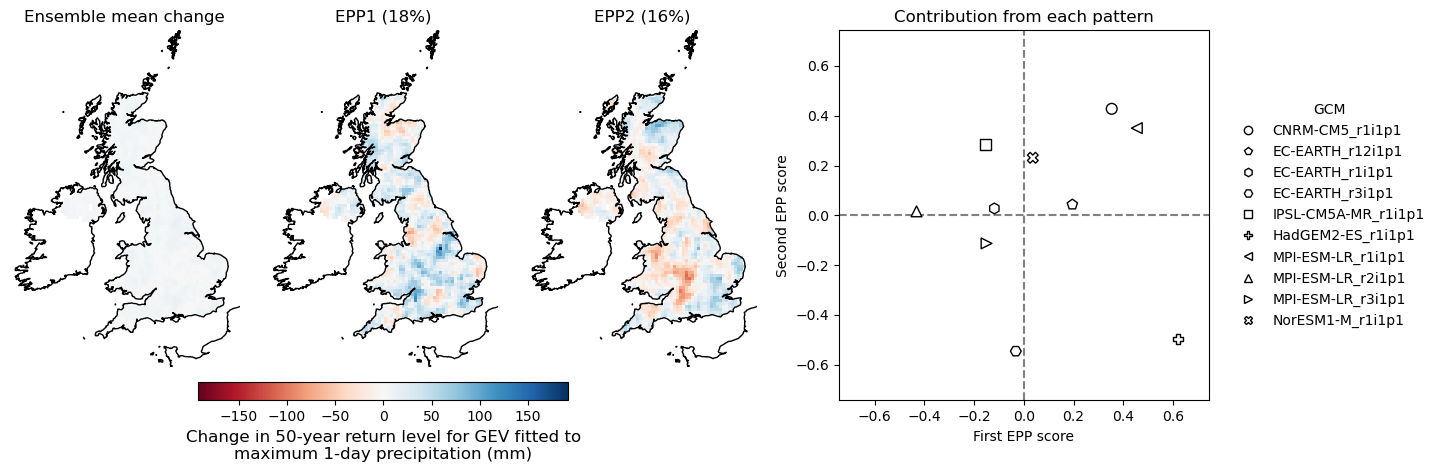 Ensemble mean change
EPP1 (18%)
EPP2 (16%)
−150 −100 −50 0 50 100 150
Change in 50-year return level for GEV fitted to
maximum 1-day precipitation (mm)
Contribution from each pattern
Second EPP score
0.6
0.4
0.2
0.0
−0.2
−0.4
−0.6
−0.6 −0.4 −0.2 0.0 0.2 0.4 0.6
First EPP score
GCM
CNRM-CM5_r1i1p1
EC-EARTH_r12i1p1
EC-EARTH_r1i1p1
EC-EARTH_r3i1p1
IPSL-CM5A-MR_r1i1p1
HadGEM2-ES_r1i1p1
MPI-ESM-LR_r1i1p1
MPI-ESM-LR_r2i1p1
MPI-ESM-LR_r3i1p1
NorESM1-M_r1i1p1